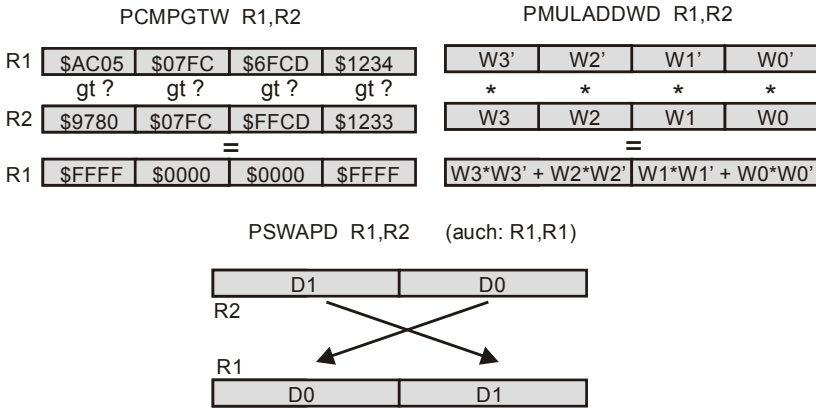 PCMPGTW R1,R2
R1 $AC05 $07FC $6FCD $1234
gt ? gt ? gt ? gt ?
R2 $9780 $07FC $FFCD $1233
=
R1 $FFFF $0000 $0000 $FFFF
PMULADDWD R1,R2
W3’ W2’ W1’ W0’
* * * *
W3 W2 W1 W0
=
W3*W3’ + W2*W2’ W1*W1’ + W0*W0’
PSWAPD R1,R2 (auch: R1,R1)
D1 D0
R2
R1
D0 D1